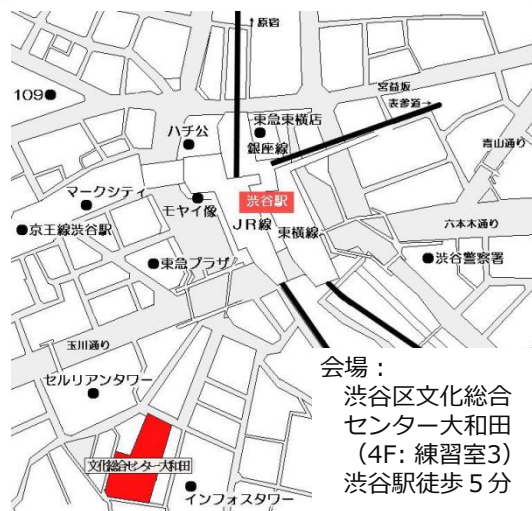 ↑原宿
宮益坂
表参道→
109
東急東横店
銀座線
ハチ公
青山通り
マークシティ
渋谷駅
モヤイ像
JR線
東横線
六本木通り
京王線渋谷駅
東急プラザ
渋谷警察署
玉川通り
セルリアンタワー
文化総合センター大和田
インフォスタワー
会場:
渋谷区文化総合
センター大和田
(4F: 練習室3)
渋谷駅徒歩5分